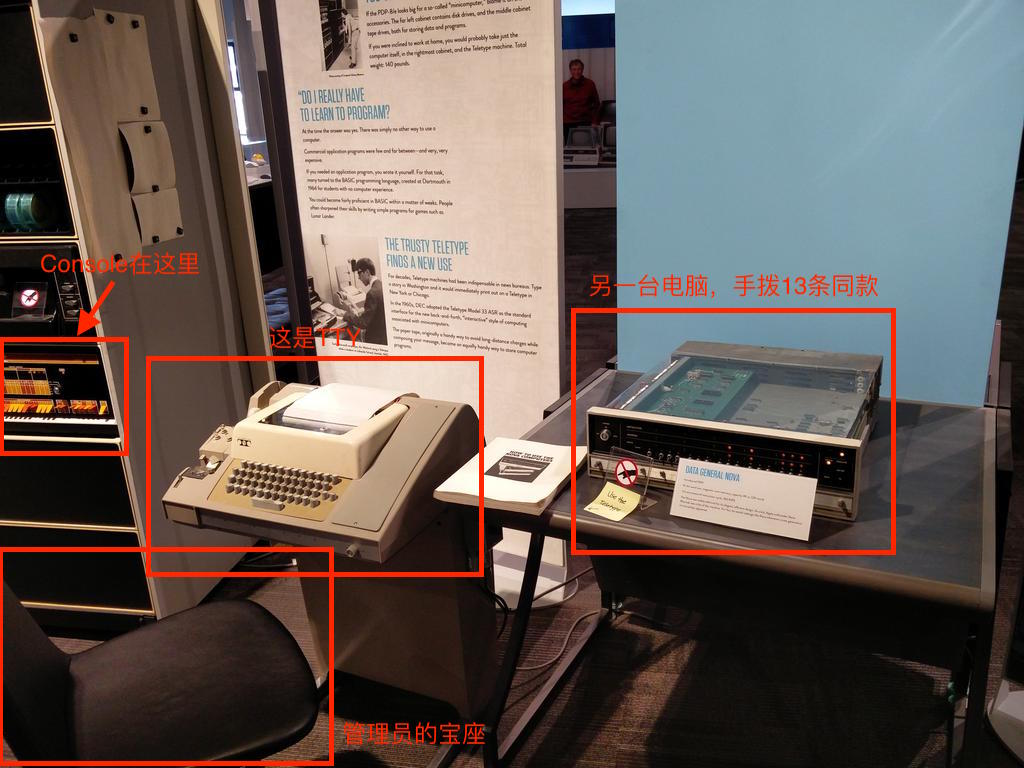 If the PDP-8/e looks big for a so-called "minicomputer," blame it on
accessories. The far left cabinet contains disk drives, and the middle cabinet
tape drives, both for storing data and programs.
If you were inclined to work at home, you would probably take just the
computer itself, in the rightmost cabinet, and the Teletype machine. Total
weight: 140 pounds.
"DO I REALLY HAVE
TO LEARN TO PROGRAM?
At the time the answer was yes. There was simply no other way to use a
computer.
Commercial application programs were few and far between—and very, very
expensive.
If you needed an application program, you wrote it yourself. For that task,
many turned to the BASIC programming language, created at Dartmouth in
1964 for students with no computer experience.
You could become fairly proficient in BASIC within a matter of weeks. People
often sharpened their skills by writing simple programs for games such as
Lunar Lander.
THE TRUSTY TELETYPE
FINDS A NEW USE
For decades, Teletype machines had been indispensable in news bureaus. Type
a story in Washington and it would immediately print out on a Teletype in
New York or Chicago.
In the 1960s, DEC adopted the Teletype Model 33 ASR as the standard
interface for the new back-and-forth, "interactive" style of computing
associated with minicomputers.
The paper tape, originally a handy way to avoid long-distance charges while
composing your message, became an equally handy way to store computer
programs.
Console在这里
这是TTY
另一台电脑，手拨13条同款
HOW TO USE THE
NOVA COMPUTERS
DATA GENERAL NOVA
Use the
Teletype
管理员的宝座